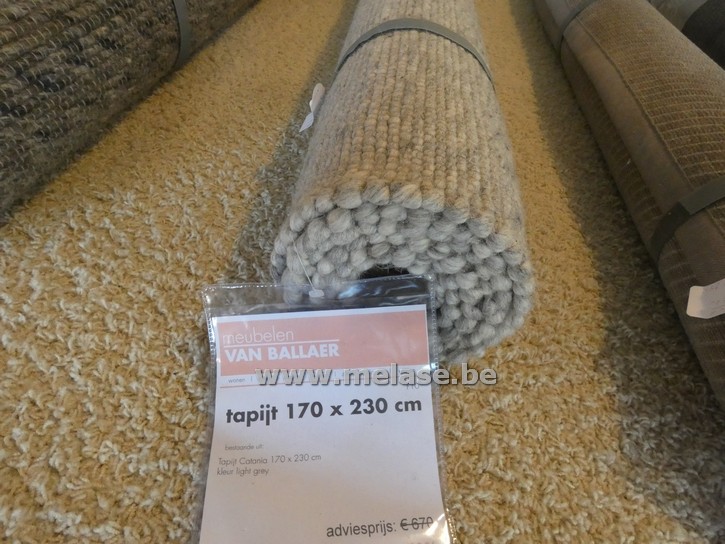 meubelen
VAN BALLAER
wonen
www.melase.be
tapijt 170 x 230 cm
bestaande uit:
Tapijt Catania 170 x 230 cm
kleur light grey
adviesprijs: € 670